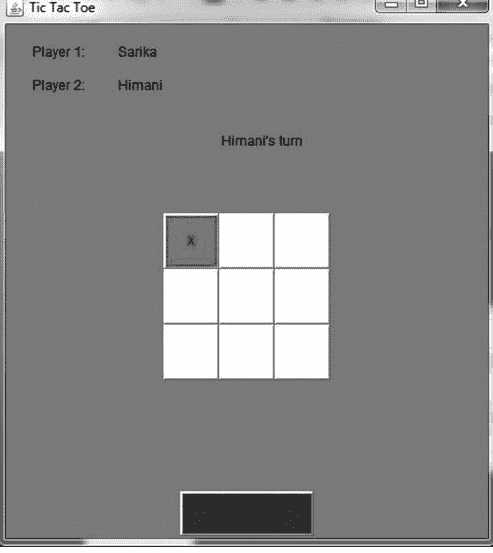 Tic Tac Toe
Player 1: Sarika
Player 2: Himani
Himani's turn
X